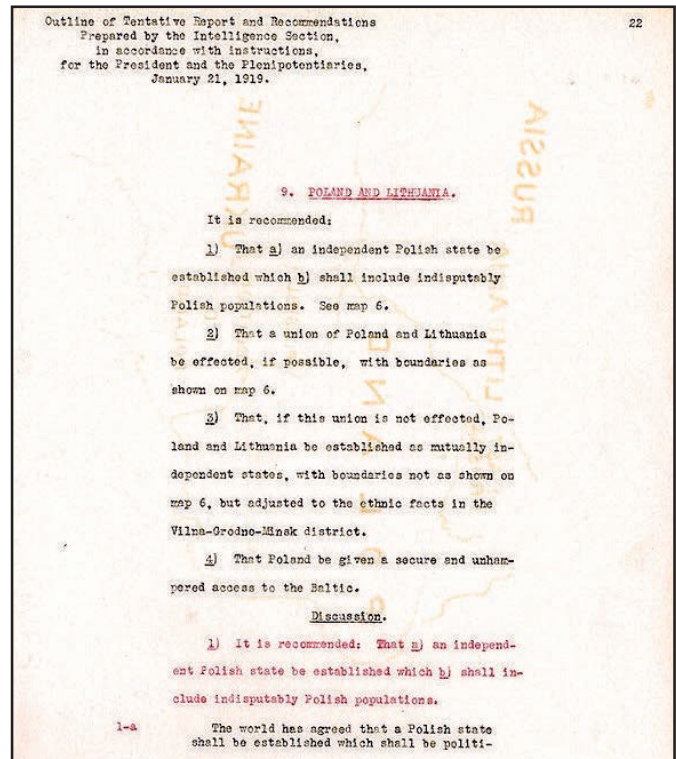 Outline of Tentative Report and Recommendations
Prepared by the Intelligence Section,
in accordance with instructions,
for the President and the Plenipotentiaries,
January 21, 1919.
22
9. POLAND AND LITHUANIA.
It is recommended:
1) That a) an independent Polish state be
established which b) shall include indisputably
Polish populations. See map 6.
2) That a union of Poland and Lithuania
be effected, if possible, with boundaries as
shown on map 6.
3) That, if this union is not effected, Po-
land and Lithuania be established as mutually in-
dependent states, with boundaries not as shown on
map 6, but adjusted to the ethnic facts in the
Vilna-Grodno-Minsk district.
4) That Poland be given a secure and unham-
pered access to the Baltic.
Discussion.
1) It is recommended: That a) an independ-
ent Polish state be established which b) shall in-
clude indisputably Polish populations.
1-a The world has agreed that a Polish state
shall be established which shall be politi-
UKRAINE
RUSSIA
LITHUANIA
POLAND